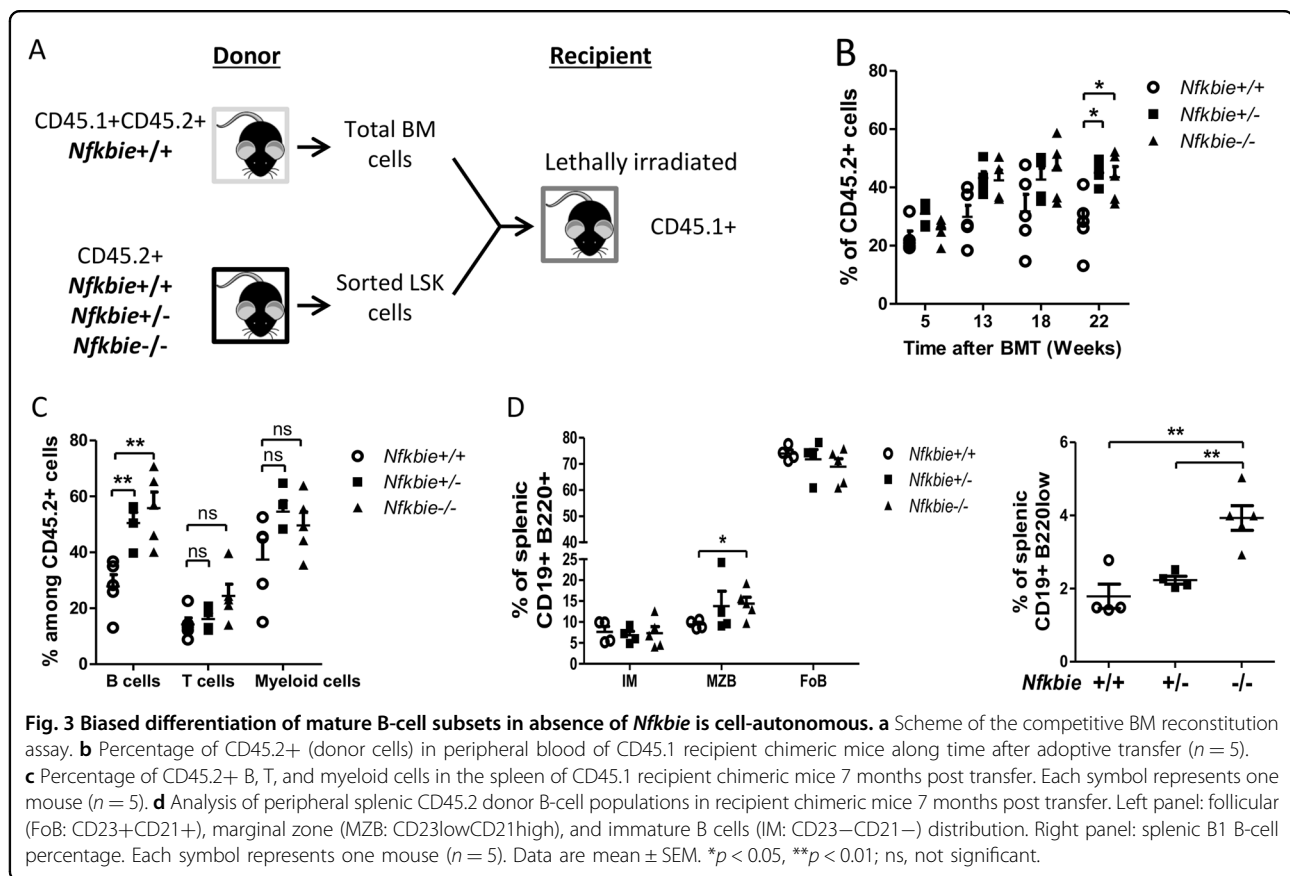 A
Donor
Recipient
CD45.1+CD45.2+
Nfkbie+/+
Total BM
cells
Lethally irradiated
CD45.1+
CD45.2+
Nfkbie+/+
Nfkbie+/-
Nfkbie-/-
Sorted LSK
cells
B
% of CD45.2+ cells
80
60
40
20
0
5 13 18 22
Time after BMT (Weeks)
*
*
Nfkbie+/+
Nfkbie+/-
Nfkbie-/-
C
% among CD45.2+ cells
80
60
40
20
0
**
**
ns
ns
ns
ns
B cells T cells Myeloid cells
Nfkbie+/+
Nfkbie+/-
Nfkbie-/-
D
% of splenic
CD19+ B220+
80
70
60
50
40
25
20
15
10
5
0
*
IM MZB FoB
Nfkbie+/+
Nfkbie+/-
Nfkbie-/-
% of splenic
CD19+ B220low
6
4
2
0
**
**
Nfkbie +/+ +/- -/-
Fig. 3 Biased differentiation of mature B-cell subsets in absence of Nfkbie is cell-autonomous. a Scheme of the competitive BM reconstitution
assay. b Percentage of CD45.2+ (donor cells) in peripheral blood of CD45.1 recipient chimeric mice along time after adoptive transfer (n = 5).
c Percentage of CD45.2+ B, T, and myeloid cells in the spleen of CD45.1 recipient chimeric mice 7 months post transfer. Each symbol represents one
mouse (n = 5). d Analysis of peripheral splenic CD45.2 donor B-cell populations in recipient chimeric mice 7 months post transfer. Left panel: follicular
(FoB: CD23+CD21+), marginal zone (MZB: CD23lowCD21high), and immature B cells (IM: CD23−CD21−) distribution. Right panel: splenic B1 B-cell
percentage. Each symbol represents one mouse (n = 5). Data are mean ± SEM. *p < 0.05, **p < 0.01; ns, not significant.